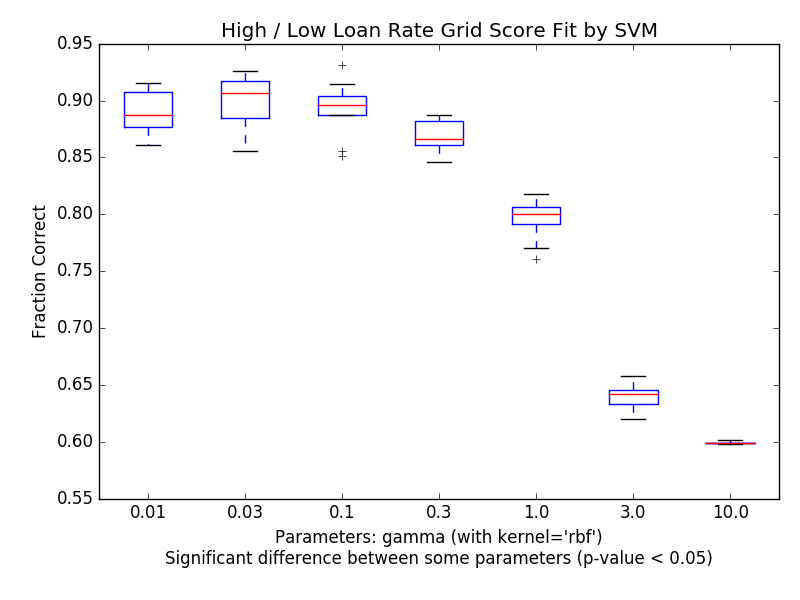 High / Low Loan Rate Grid Score Fit by SVM
Fraction Correct
0.95
0.90
0.85
0.80
0.75
0.70
0.65
0.60
0.55
0.01 0.03 0.1 0.3 1.0 3.0 10.0
Parameters: gamma (with kernel='rbf')
Significant difference between some parameters (p-value < 0.05)